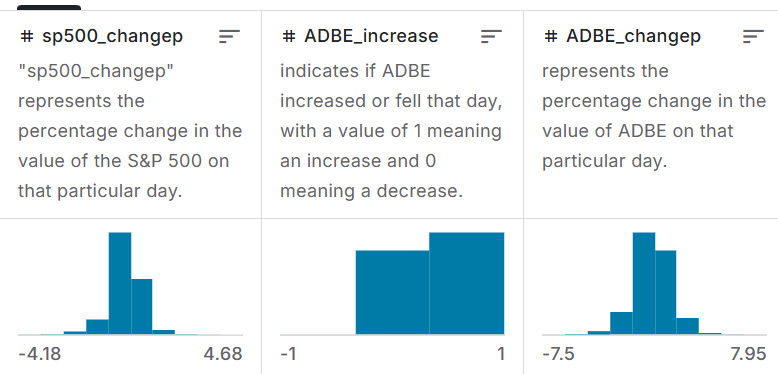 # sp500_changep
"sp500_changep"
represents the
percentage change in the
value of the S&P 500 on
that particular day.
-4.18 4.68
# ADBE_increase
indicates if ADBE
increased or fell that day,
with a value of 1 meaning
an increase and 0
meaning a decrease.
-1 1
# ADBE_changep
represents the
percentage change in the
value of ADBE on that
particular day.
-7.5 7.95